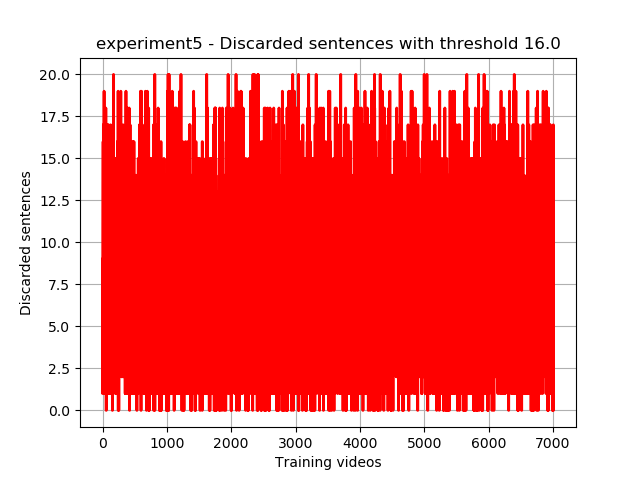 experiment5 - Discarded sentences with threshold 16.0
20.0
17.5
15.0
12.5
10.0
7.5
5.0
2.5
0.0
Discarded sentences
0 1000 2000 3000 4000 5000 6000 7000
Training videos